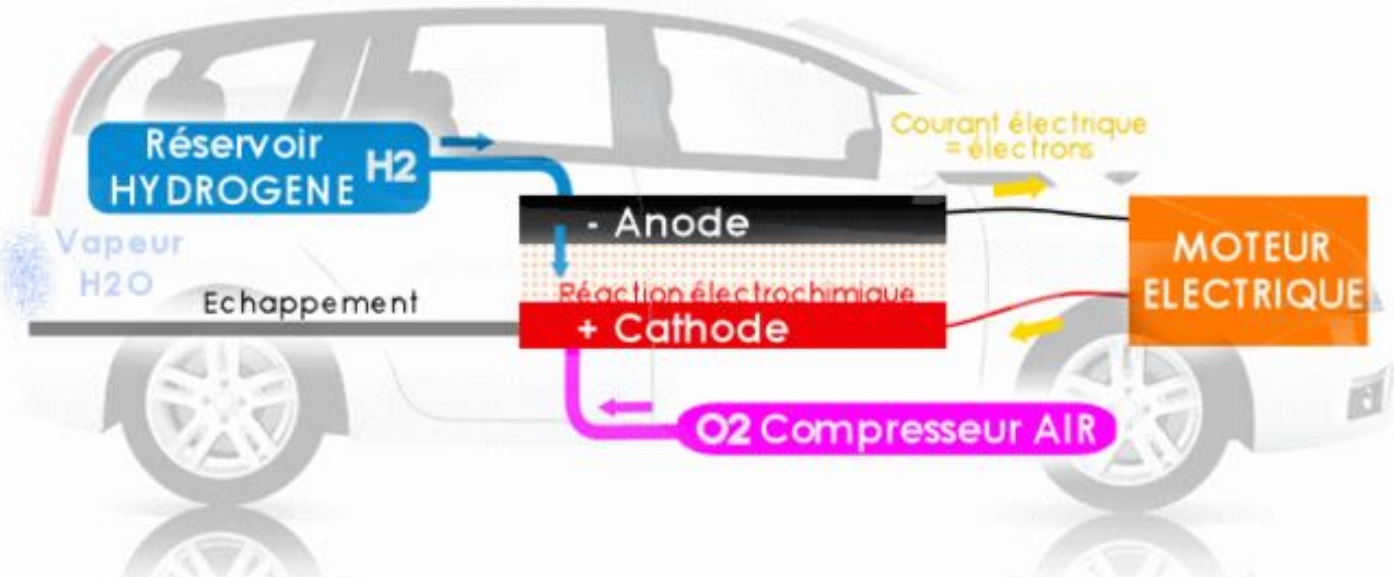 Courant électrique
= électrons
Réservoir
HYDROGENE H2
- Anode
Vapeur
H2O
MOTEUR
ELECTRIQUE
Echappement
Réaction électrochimique
+ Cathode
O2 Compresseur AIR